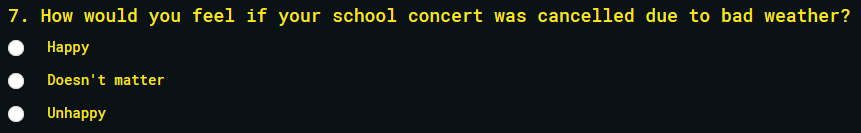 7. How would you feel if your school concert was cancelled due to bad weather?
Happy
Doesn't matter
Unhappy